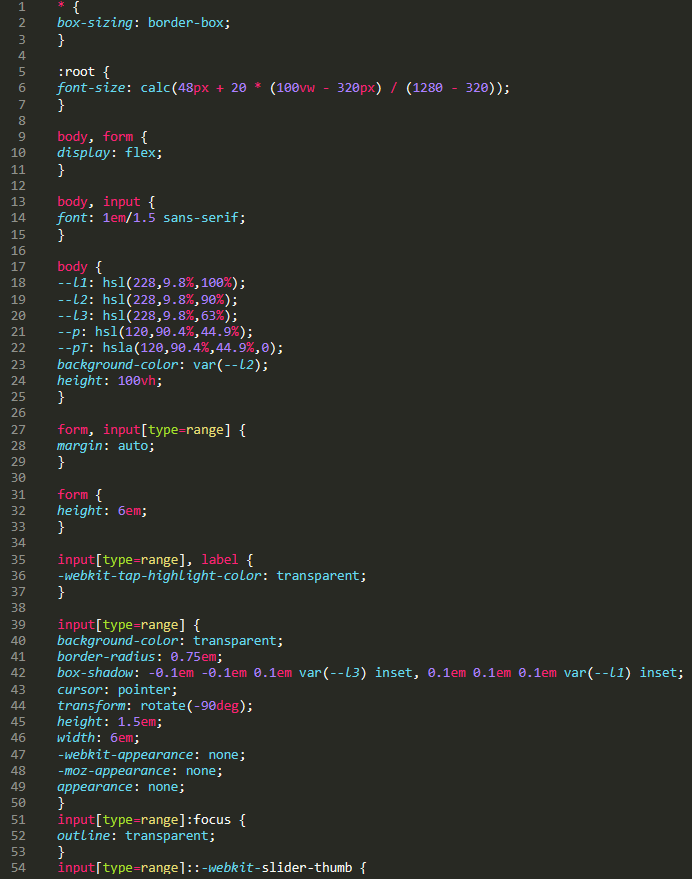 1 * {
2 box-sizing: border-box;
3 }
4
5 :root {
6 font-size: calc(48px + 20 * (100vw - 320px) / (1280 - 320));
7 }
8
9 body, form {
10 display: flex;
11 }
12
13 body, input {
14 font: 1em/1.5 sans-serif;
15 }
16
17 body {
18 --l1: hsl(228,9.8%,100%);
19 --l2: hsl(228,9.8%,90%);
20 --l3: hsl(228,9.8%,63%);
21 --p: hsl(120,90.4%,44.9%);
22 --pT: hsla(120,90.4%,44.9%,0);
23 background-color: var(--l2);
24 height: 100vh;
25 }
26
27 form, input[type=range] {
28 margin: auto;
29 }
30
31 form {
32 height: 6em;
33 }
34
35 input[type=range], label {
36 -webkit-tap-highlight-color: transparent;
37 }
38
39 input[type=range] {
40 background-color: transparent;
41 border-radius: 0.75em;
42 box-shadow: -0.1em -0.1em 0.1em var(--l3) inset, 0.1em 0.1em 0.1em var(--l1) inset;
43 cursor: pointer;
44 transform: rotate(-90deg);
45 height: 1.5em;
46 width: 6em;
47 -webkit-appearance: none;
48 -moz-appearance: none;
49 appearance: none;
50 }
51 input[type=range]:focus {
52 outline: transparent;
53 }
54 input[type=range]::-webkit-slider-thumb {